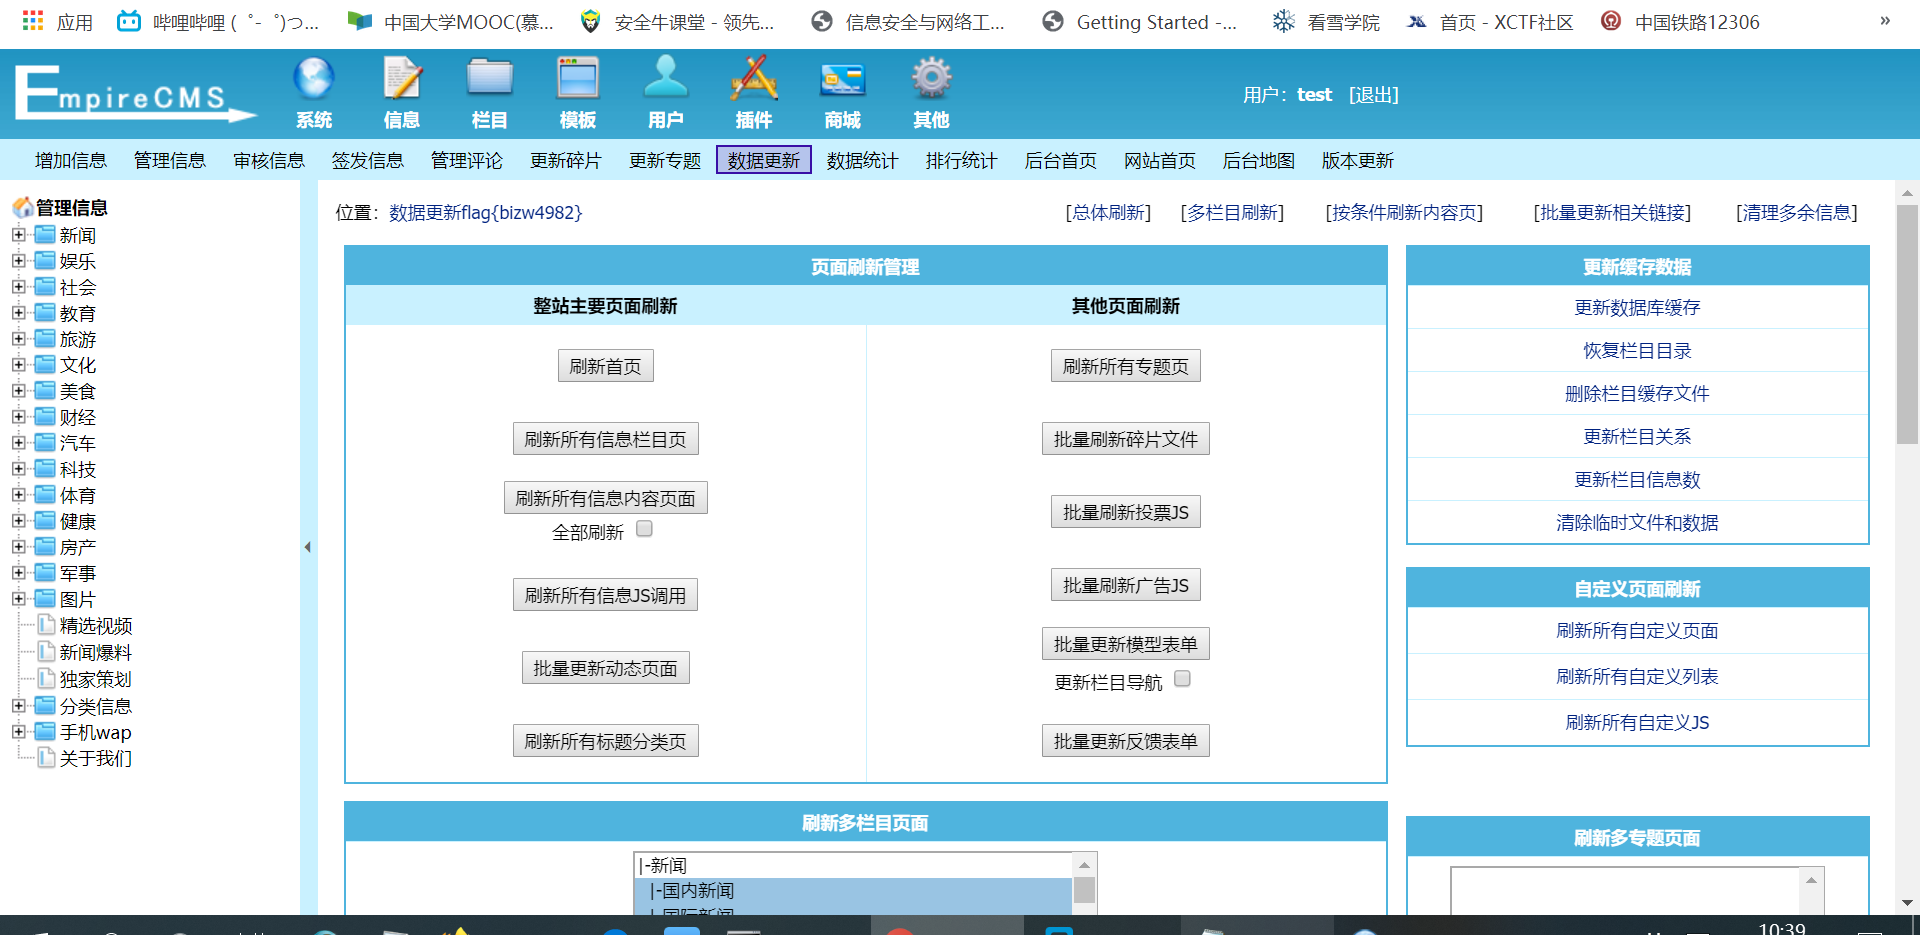 应用 哔哩哔哩 (゜-゜)つ... 中国大学MOOC(慕... 安全牛课堂 - 领先... 信息安全与网络工... Getting Started -... 看雪学院 首页 - XCTF社区 中国铁路12306 »
EmpireCMS 系统 信息 栏目 模板 用户 插件 商城 其他 用户：test [退出]
增加信息 管理信息 审核信息 签发信息 管理评论 更新碎片 更新专题 数据更新 数据统计 排行统计 后台首页 网站首页 后台地图 版本更新
管理信息
新闻
娱乐
社会
教育
旅游
文化
美食
财经
汽车
科技
体育
健康
房产
军事
图片
精选视频
新闻爆料
独家策划
分类信息
手机wap
关于我们
位置：数据更新flag{bizw4982} [总体刷新] [多栏目刷新] [按条件刷新内容页] [批量更新相关链接] [清理多余信息]
页面刷新管理
整站主要页面刷新 其他页面刷新
刷新首页 刷新所有专题页
刷新所有信息栏目页 批量刷新碎片文件
刷新所有信息内容页面 批量刷新投票JS
全部刷新
刷新所有信息JS调用 批量刷新广告JS
批量更新动态页面 批量更新模型表单
更新栏目导航
刷新所有标题分类页 批量更新反馈表单
更新缓存数据
更新数据库缓存
恢复栏目目录
删除栏目缓存文件
更新栏目关系
更新栏目信息数
清除临时文件和数据
自定义页面刷新
刷新所有自定义页面
刷新所有自定义列表
刷新所有自定义JS
刷新多栏目页面
|-新闻
|-国内新闻
|-国际新闻
刷新多专题页面
10:39